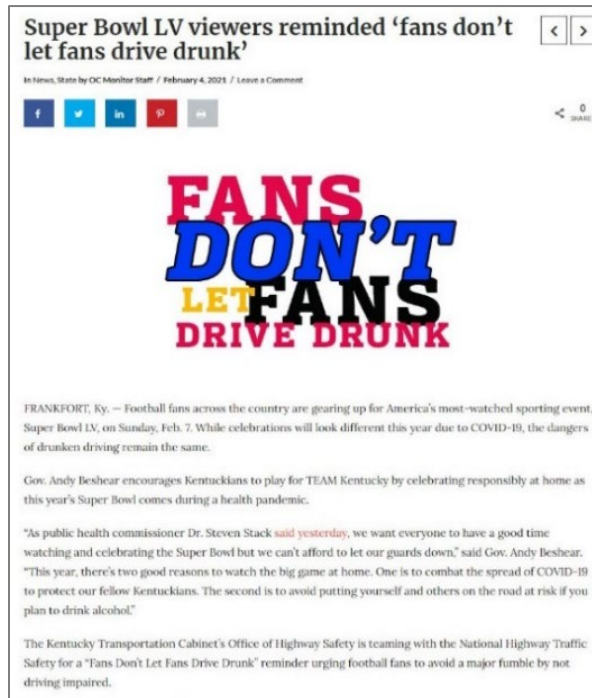 Super Bowl LV viewers reminded ‘fans don’t
let fans drive drunk’
In News, State by OC Monitor Staff / February 4, 2021 / Leave a Comment
0
SHARE
FANS
DON'T
LET FANS
DRIVE DRUNK
FRANKFORT, Ky. — Football fans across the country are gearing up for America’s most-watched sporting event,
Super Bowl LV, on Sunday, Feb. 7. While celebrations will look different this year due to COVID-19, the dangers
of drunken driving remain the same.
Gov. Andy Beshear encourages Kentuckians to play for TEAM Kentucky by celebrating responsibly at home as
this year’s Super Bowl comes during a health pandemic.
“As public health commissioner Dr. Steven Stack said yesterday, we want everyone to have a good time
watching and celebrating the Super Bowl but we can’t afford to let our guards down,” said Gov. Andy Beshear.
“This year, there’s two good reasons to watch the big game at home. One is to combat the spread of COVID-19
to protect our fellow Kentuckians. The second is to avoid putting yourself and others on the road at risk if you
plan to drink alcohol.”
The Kentucky Transportation Cabinet’s Office of Highway Safety is teaming with the National Highway Traffic
Safety for a “Fans Don’t Let Fans Drive Drunk” reminder urging football fans to avoid a major fumble by not
driving impaired.